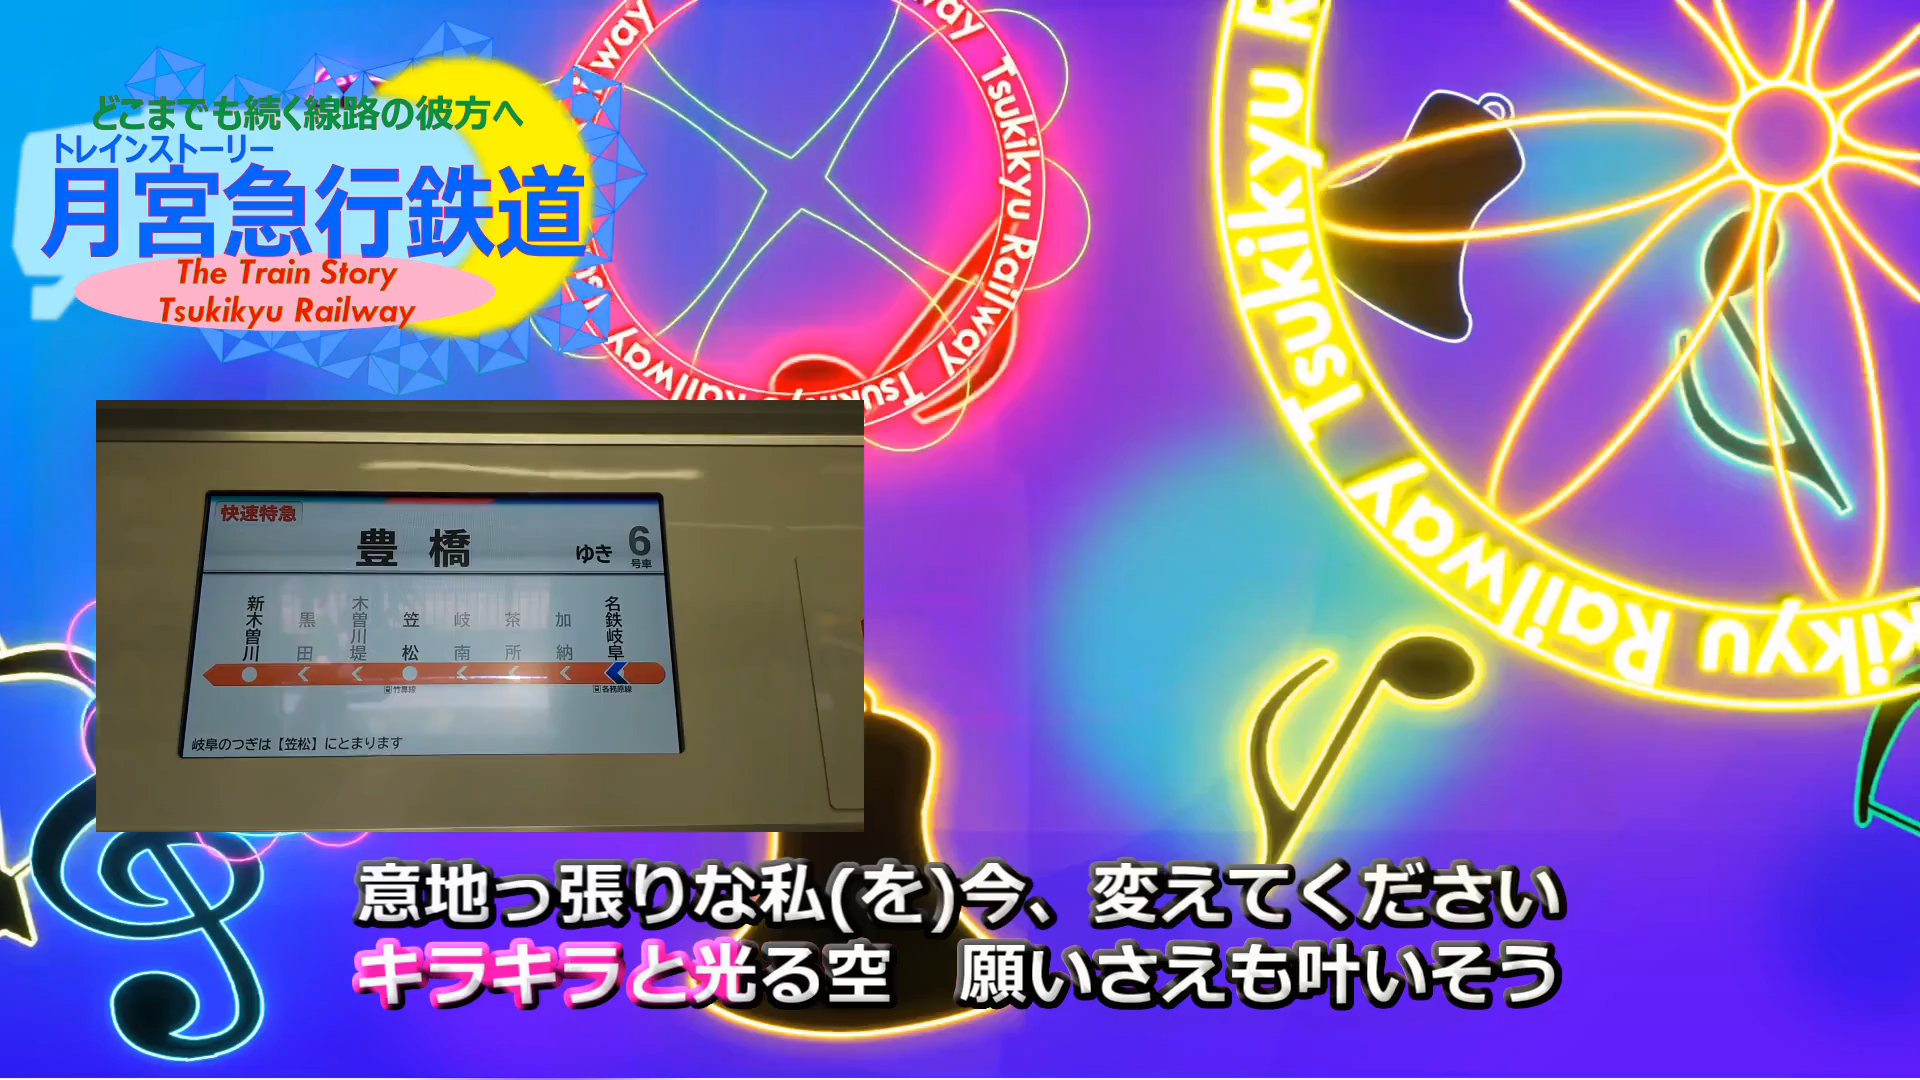 どこまでも続く線路の彼方へ
トレインストーリー
月宮急行鉄道
The Train Story
Tsukikyu Railway
way Tsukikyu Railway Tsukikyu Railway
Tsukikyu Railway Tsukikyu Railway
快速特急
豊橋 ゆき 6号車
新木曽川 黒田 木曽川堤 笠松 岐南 茶所 加納 名鉄岐阜
竹鼻線 各務原線
岐阜のつぎは【笠松】にとまります
意地っ張りな私(を)今、変えてください
キラキラと光る空 願いさえも叶いそう